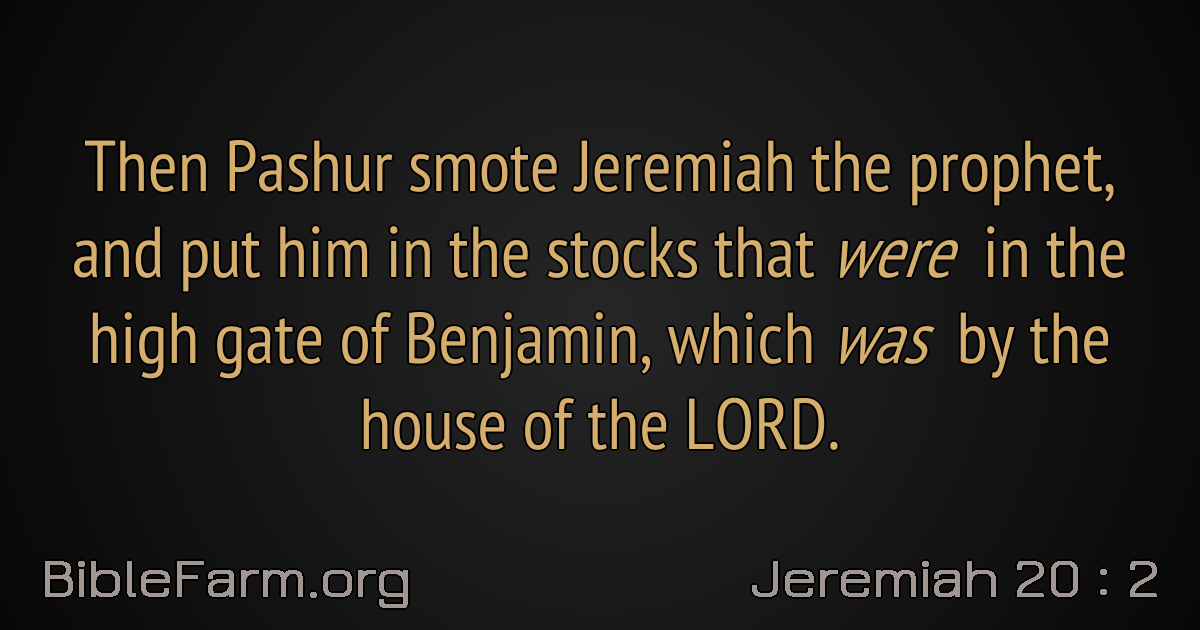 Then Pashur smote Jeremiah the prophet,
and put him in the stocks that were in the
high gate of Benjamin, which was by the
house of the LORD.
BibleFarm.org
Jeremiah 20 : 2